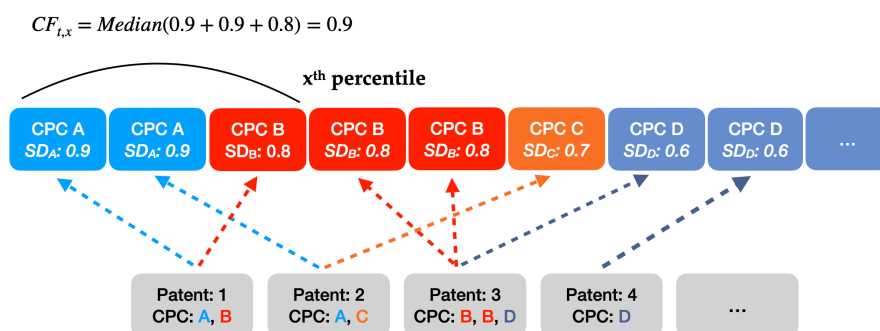 CF_{t,x} = Median(0.9 + 0.9 + 0.8) = 0.9
xth percentile
CPC A CPC A CPC B CPC B CPC B CPC C CPC D CPC D ...
SDA: 0.9 SDA: 0.9 SDB: 0.8 SDB: 0.8 SDB: 0.8 SDC: 0.7 SDD: 0.6 SDD: 0.6
Patent: 1 Patent: 2 Patent: 3 Patent: 4 ...
CPC: A, B CPC: A, C CPC: B, B, D CPC: D